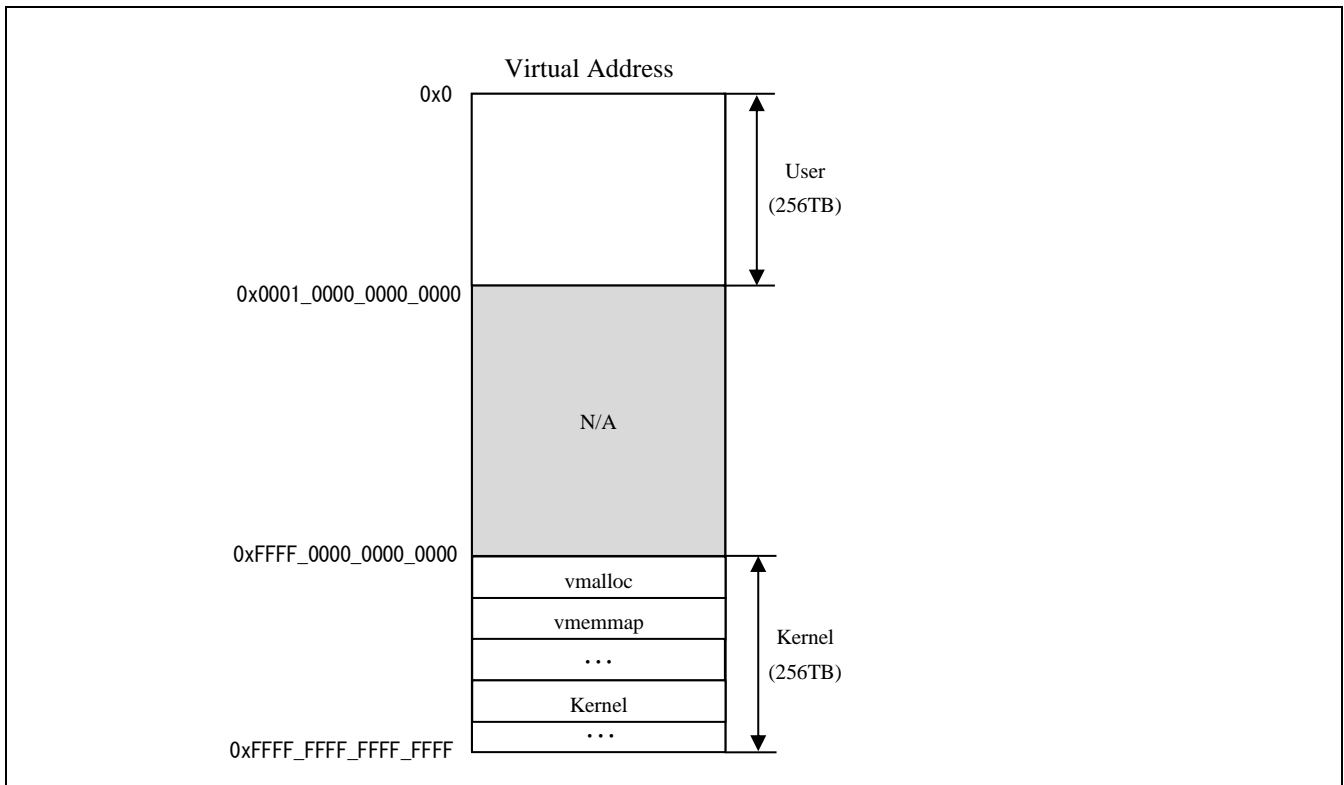 Virtual Address
0x0
User
(256TB)
0x0001_0000_0000_0000
N/A
0xFFFF_0000_0000_0000
vmalloc
vmemmap
Kernel
(256TB)
...
Kernel
...
0xFFFF_FFFF_FFFF_FFFF